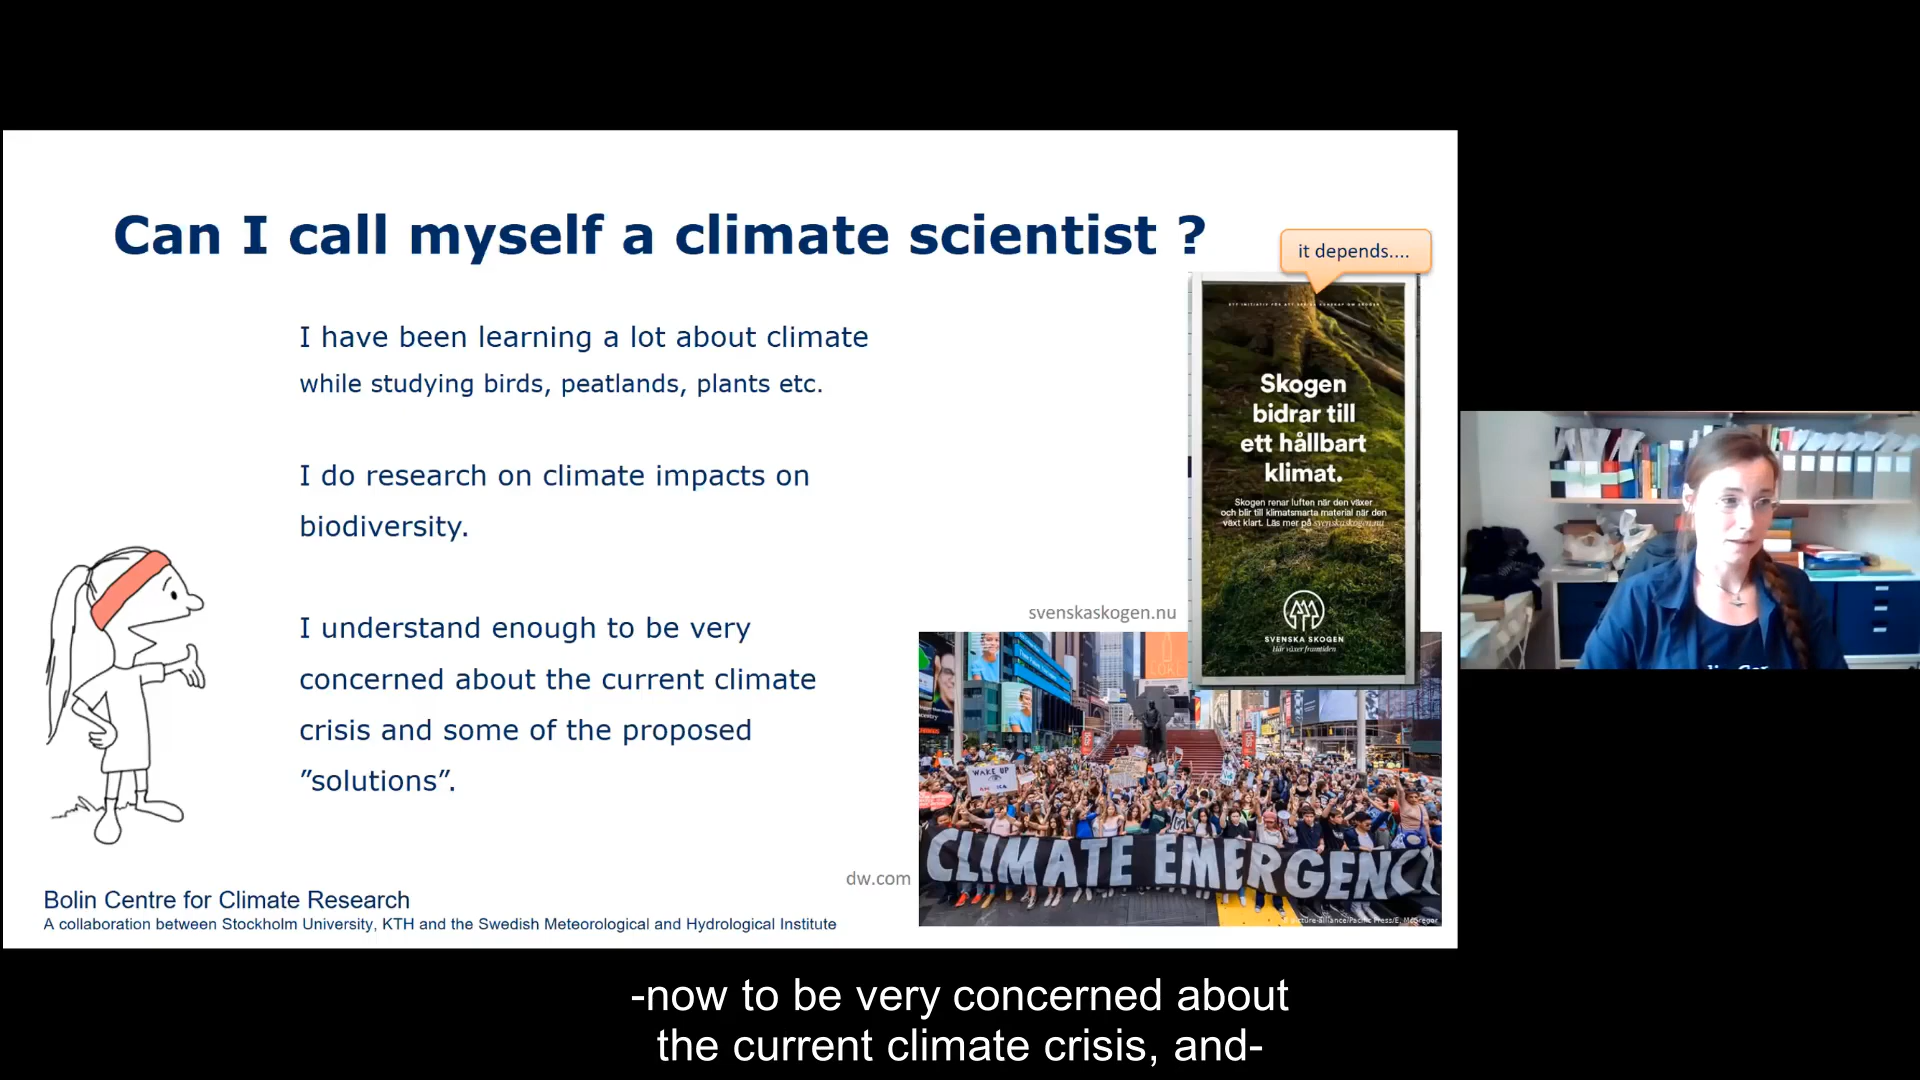 Can I call myself a climate scientist ?
it depends....
I have been learning a lot about climate
while studying birds, peatlands, plants etc.
I do research on climate impacts on
biodiversity.
I understand enough to be very
concerned about the current climate
crisis and some of the proposed
”solutions”.
Skogen
bidrar till
ett hållbart
klimat.
Skogen renar luften när den växer
och blir till klimatsmarta material när den
växt klart. Läs mer på svenskaskogen.nu
SVENSKA SKOGEN
Här växer framtiden
svenskaskogen.nu
WAKE UP
CLIMATE EMERGENCY
dw.com
Bolin Centre for Climate Research
A collaboration between Stockholm University, KTH and the Swedish Meteorological and Hydrological Institute
-now to be very concerned about
the current climate crisis, and-